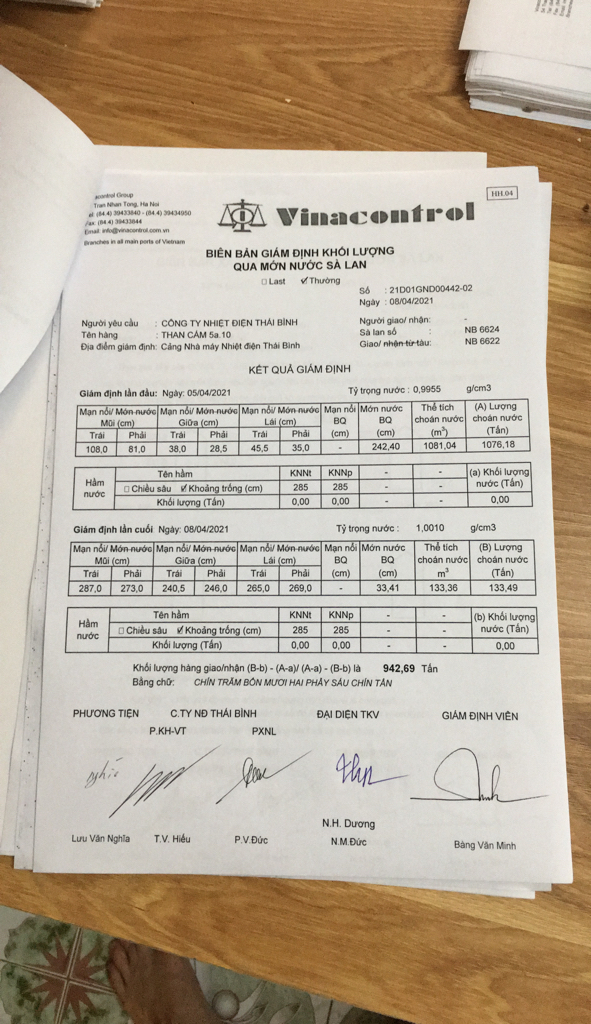 control Group
Tran Nhan Tong, Ha Noi
el: (84.4) 39433840 - (84.4) 39434950
Fax: (84.4) 39433844
Email: info@vinacontrol.com.vn
Branches in all main ports of Vietnam
Vinacontrol
HH.04
BIÊN BẢN GIÁM ĐỊNH KHỐI LƯỢNG
QUA MỚN NƯỚC SÀ LAN
□ Last ☑ Thường
Số : 21D01GND00442-02
Ngày : 08/04/2021
Người yêu cầu : CÔNG TY NHIỆT ĐIỆN THÁI BÌNH
Người giao/ nhận: -
Tên hàng : THAN CÁM 5a.10
Sà lan số : NB 6624
Địa điểm giám định: Cảng Nhà máy Nhiệt điện Thái Bình
Giao/ nhận từ tàu: NB 6622
KẾT QUẢ GIÁM ĐỊNH
Giám định lần đầu: Ngày: 05/04/2021 Tỷ trọng nước : 0,9955 g/cm3
Mạn nổi/ Mớn nước Mũi (cm) Mạn nổi/ Mớn nước Giữa (cm) Mạn nổi/ Mớn nước Lái (cm) Mạn nổi BQ (cm) Mớn nước BQ (cm) Thể tích choán nước (m³) (A) Lượng choán nước (Tấn)
Trái Phải Trái Phải Trái Phải
108,0 81,0 38,0 28,5 45,5 35,0 - 242,40 1081,04 1076,18
Hầm nước Tên hầm KNNt KNNp - - - (a) Khối lượng nước (Tấn)
□ Chiều sâu ☑ Khoảng trống (cm) 285 285 - - -
Khối lượng (Tấn) 0,00 0,00 - - - 0,00
Giám định lần cuối Ngày: 08/04/2021 Tỷ trọng nước : 1,0010 g/cm3
Mạn nổi/ Mớn nước Mũi (cm) Mạn nổi/ Mớn nước Giữa (cm) Mạn nổi/ Mớn nước Lái (cm) Mạn nổi BQ (cm) Mớn nước BQ (cm) Thể tích choán nước m³ (B) Lượng choán nước (Tấn)
Trái Phải Trái Phải Trái Phải
287,0 273,0 240,5 246,0 265,0 269,0 - 33,41 133,36 133,49
Hầm nước Tên hầm KNNt KNNp - - - (b) Khối lượng nước (Tấn)
□ Chiều sâu ☑ Khoảng trống (cm) 285 285 - - -
Khối lượng (Tấn) 0,00 0,00 - - - 0,00
Khối lượng hàng giao/nhận (B-b) - (A-a)/ (A-a) - (B-b) là 942,69 Tấn
Bằng chữ: CHÍN TRĂM BỐN MƯƠI HAI PHẨY SÁU CHÍN TẤN
PHƯƠNG TIỆN C.TY NĐ THÁI BÌNH ĐẠI DIỆN TKV GIÁM ĐỊNH VIÊN
P.KH-VT PXNL
Nghĩa
N.H. Dương
Lưu Văn Nghĩa T.V. Hiếu P.V.Đức N.M.Đức Bàng Văn Minh